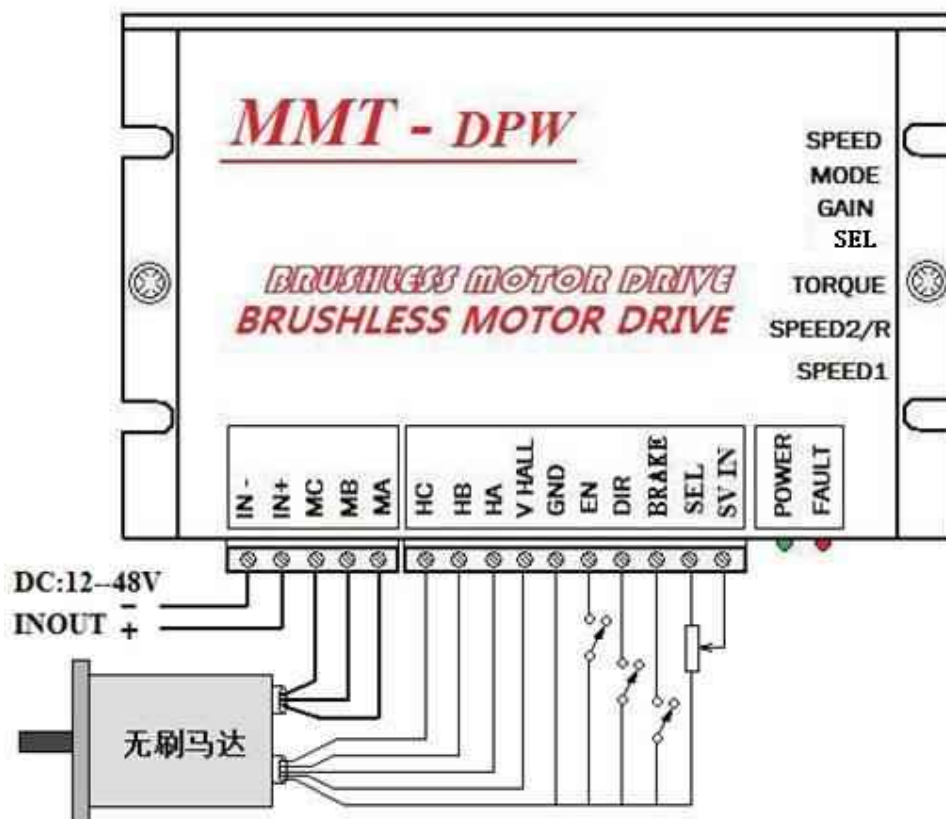 MMT - DPW
SPEED
MODE
GAIN
SEL
BRUSHLESS MOTOR DRIVE
TORQUE
BRUSHLESS MOTOR DRIVE
SPEED2/R
SPEED1
IN -
IN+
MC
MB
MA
HC
HB
HA
V HALL
GND
EN
DIR
BRAKE
SEL
SV IN
POWER
FAULT
DC:12--48V -
INOUT +
无刷马达